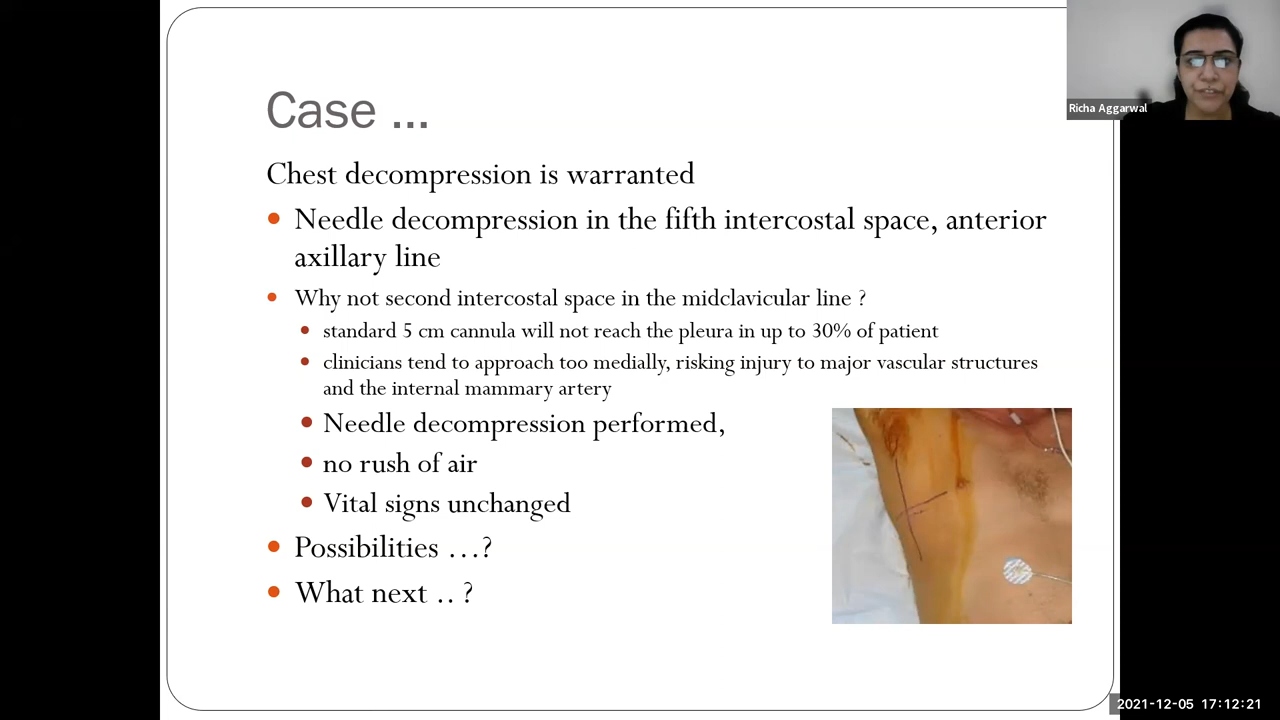 Richa Aggarwal
Case ...
Chest decompression is warranted
Needle decompression in the fifth intercostal space, anterior
axillary line
Why not second intercostal space in the midclavicular line ?
standard 5 cm cannula will not reach the pleura in up to 30% of patient
clinicians tend to approach too medially, risking injury to major vascular structures
and the internal mammary artery
Needle decompression performed,
no rush of air
Vital signs unchanged
Possibilities …?
What next .. ?
2021-12-05 17:12:21